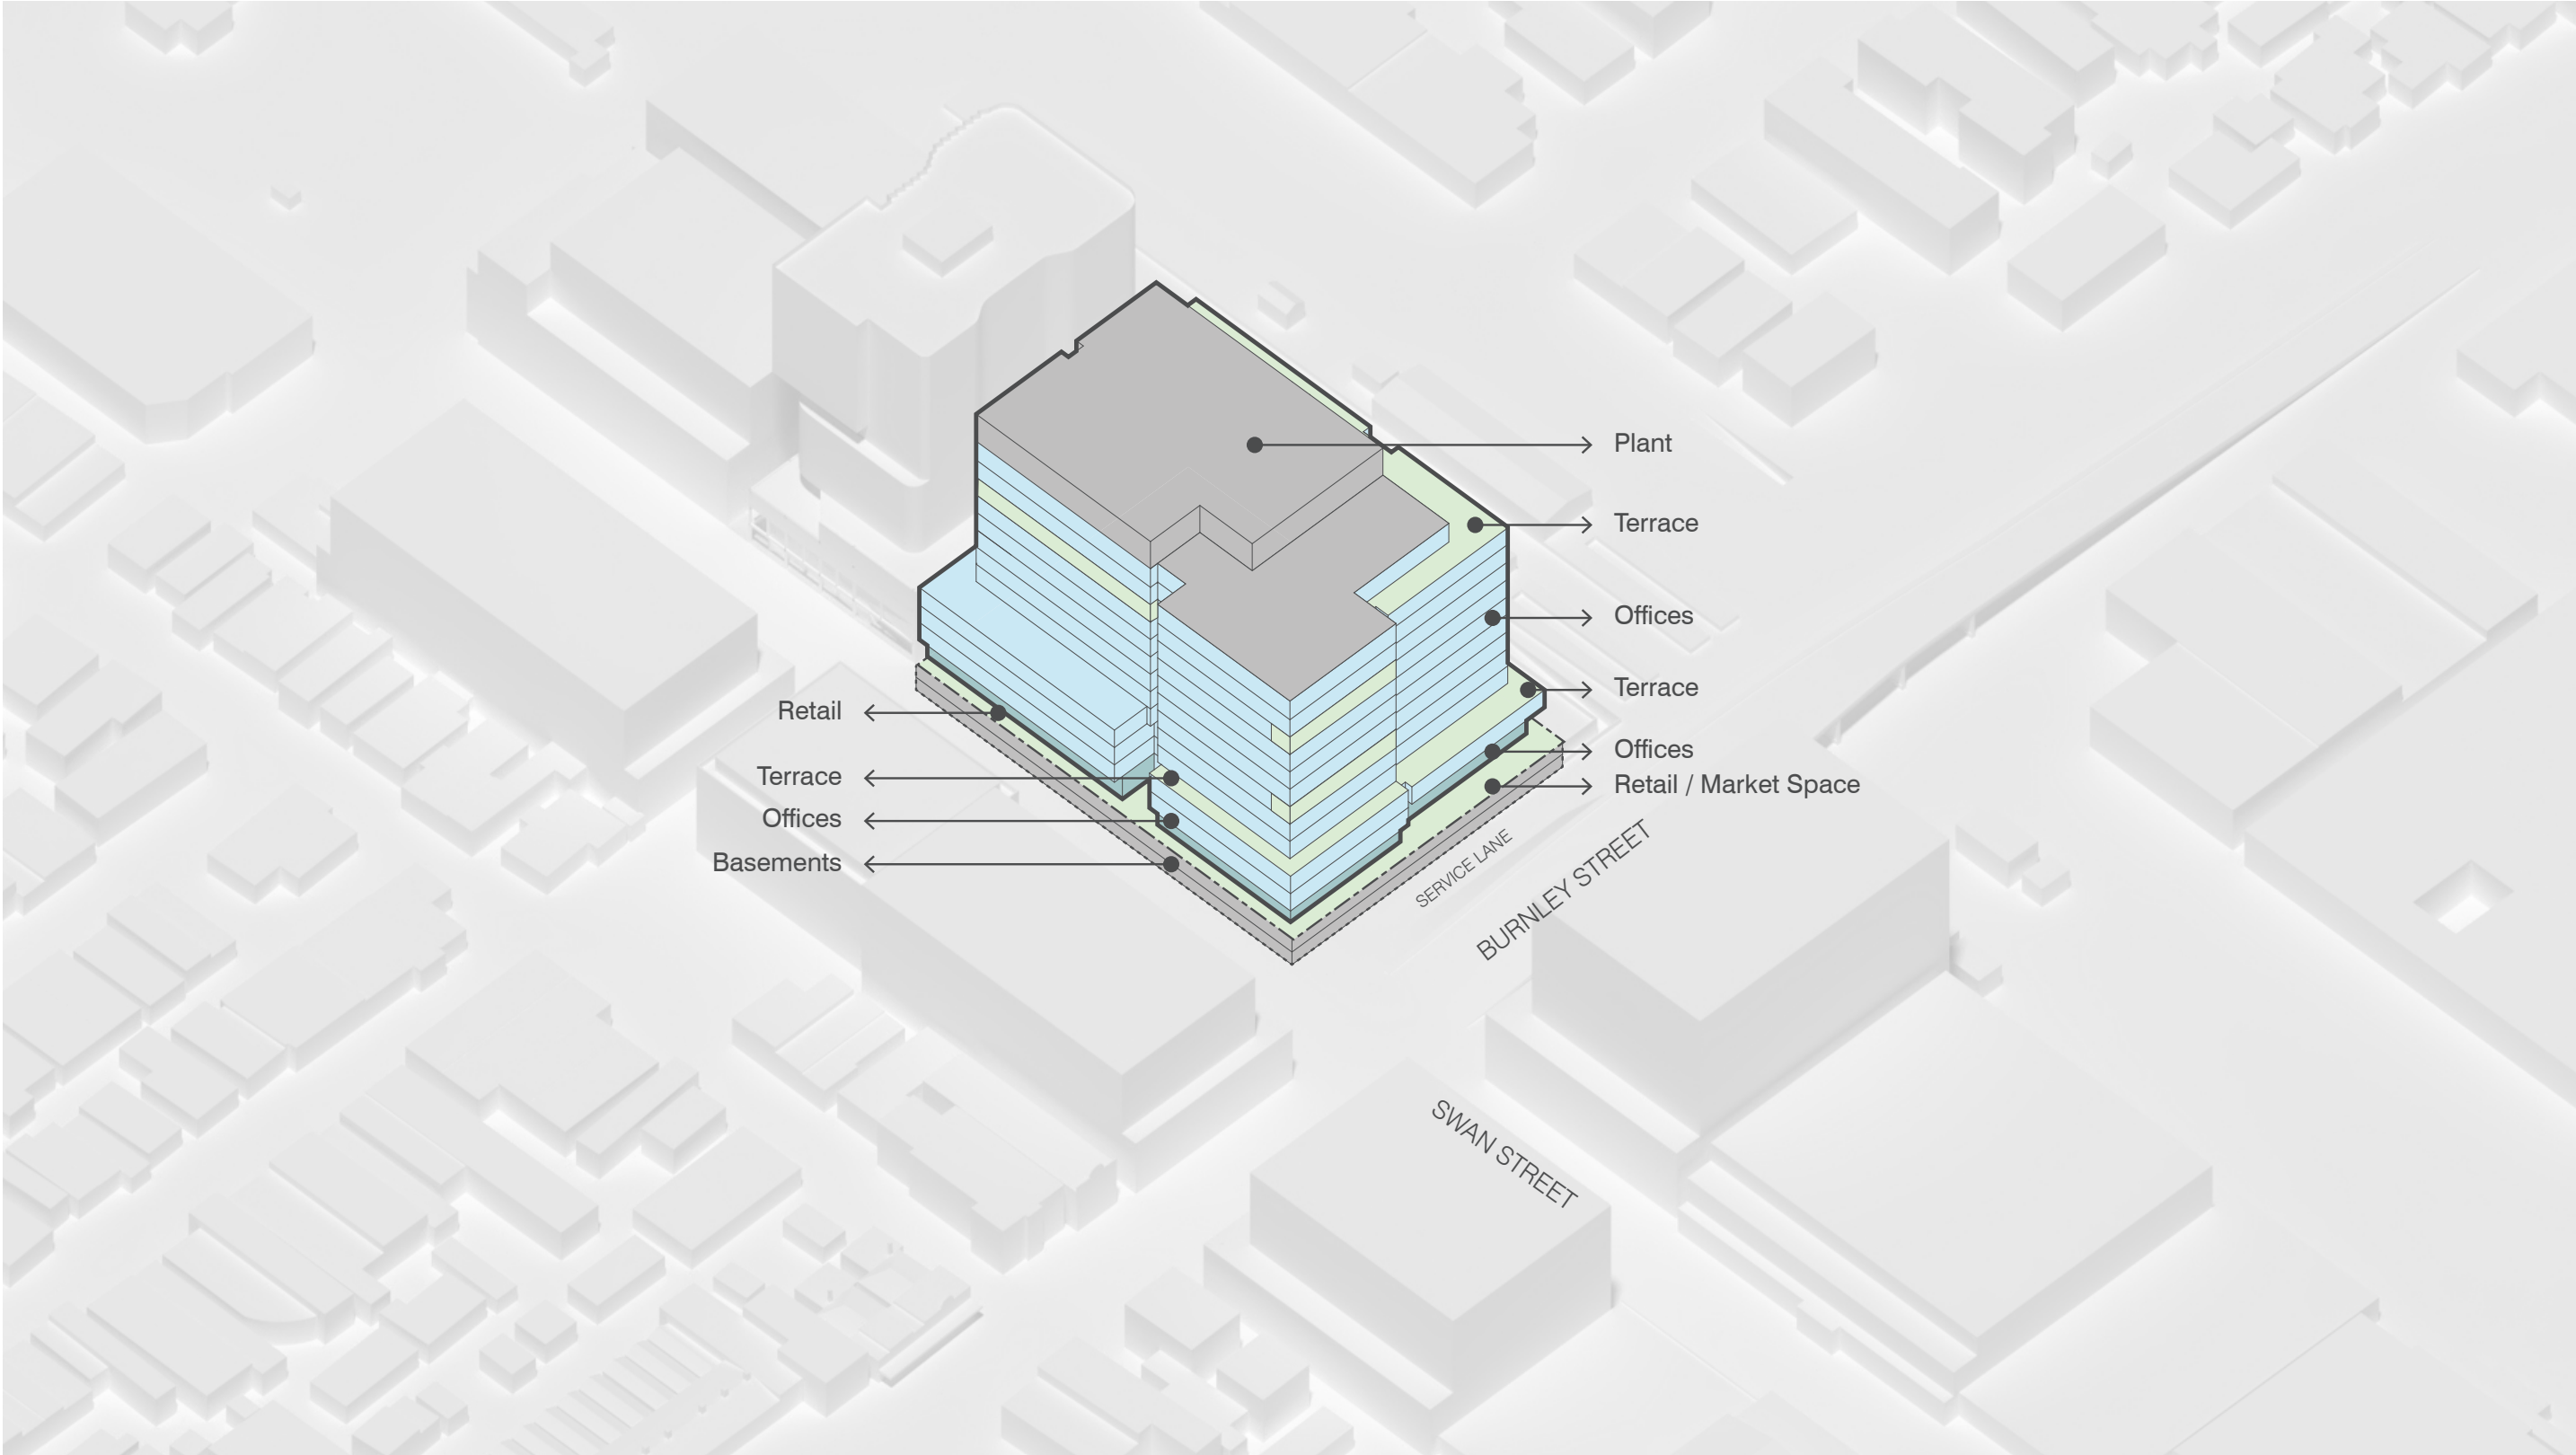 Plant
Terrace
Offices
Terrace
Retail
Offices
Terrace
Retail / Market Space
Offices
Basements
SERVICE LANE
BURNLEY STREET
SWAN STREET